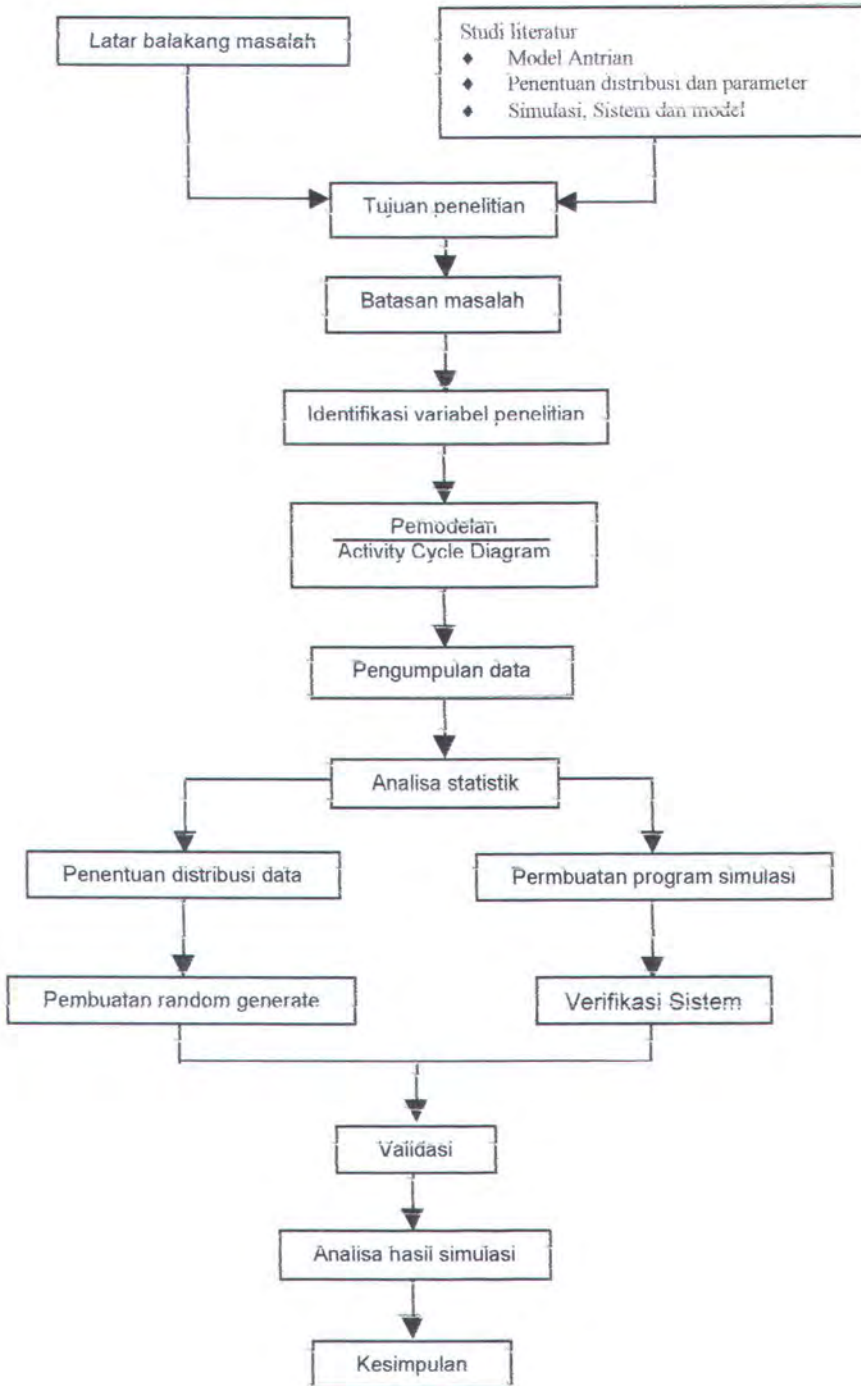 Latar balakang masalah
Studi literatur
♦ Model Antrian
♦ Penentuan distribusi dan parameter
♦ Simulasi, Sistem dan model
Tujuan penelitian
Batasan masalah
Identifikasi variabel penelitian
Pemodelan
Activity Cycle Diagram
Pengumpulan data
Analisa statistik
Penentuan distribusi data
Permbuatan program simulasi
Pembuatan random generate
Verifikasi Sistem
Validasi
Analisa hasil simulasi
Kesimpulan